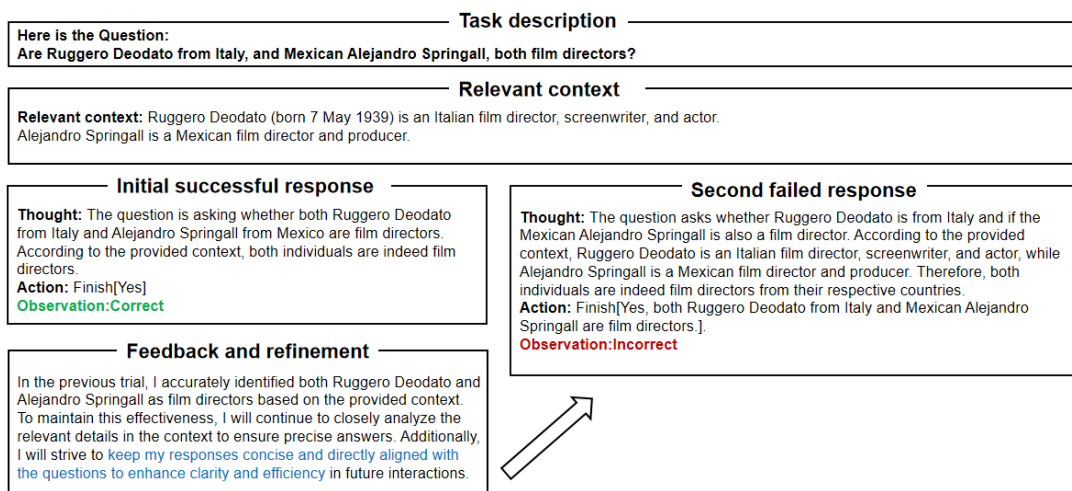 Task description
Here is the Question:
Are Ruggero Deodato from Italy, and Mexican Alejandro Springall, both film directors?
Relevant context
Relevant context: Ruggero Deodato (born 7 May 1939) is an Italian film director, screenwriter, and actor.
Alejandro Springall is a Mexican film director and producer.
Initial successful response
Thought: The question is asking whether both Ruggero Deodato
from Italy and Alejandro Springall from Mexico are film directors.
According to the provided context, both individuals are indeed film
directors.
Action: Finish[Yes]
Observation:Correct
Feedback and refinement
In the previous trial, I accurately identified both Ruggero Deodato and
Alejandro Springall as film directors based on the provided context.
To maintain this effectiveness, I will continue to closely analyze the
relevant details in the context to ensure precise answers. Additionally,
I will strive to keep my responses concise and directly aligned with
the questions to enhance clarity and efficiency in future interactions.
Second failed response
Thought: The question asks whether Ruggero Deodato is from Italy and if the
Mexican Alejandro Springall is also a film director. According to the provided
context, Ruggero Deodato is an Italian film director, screenwriter, and actor, while
Alejandro Springall is a Mexican film director and producer. Therefore, both
individuals are indeed film directors from their respective countries.
Action: Finish[Yes, both Ruggero Deodato from Italy and Mexican Alejandro
Springall are film directors.].
Observation:Incorrect